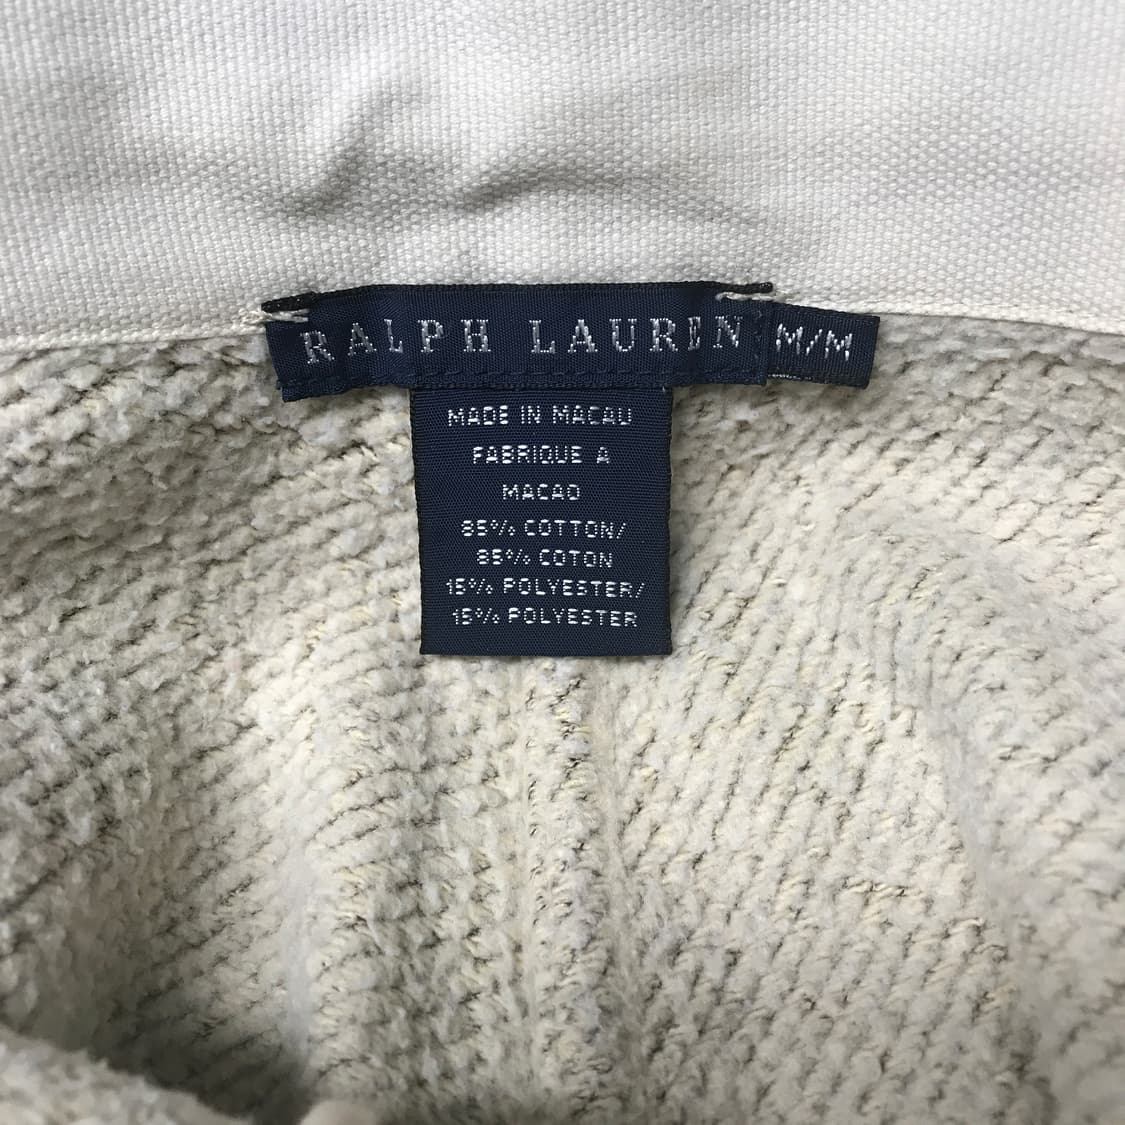 RALPH LAUREN
M/M
MADE IN MACAU
FABRIQUE A
MACAO
85% COTTON/
85% COTON
15% POLYESTER/
15% POLYESTER